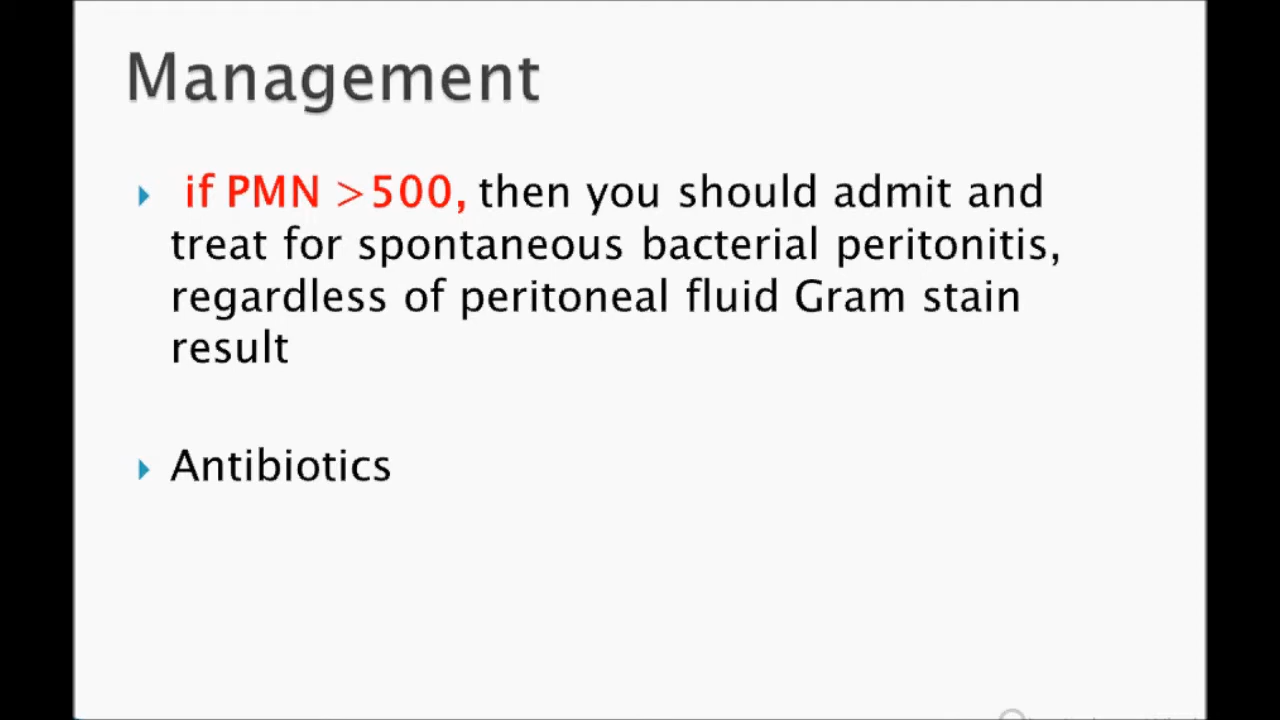 Management
if PMN >500, then you should admit and
treat for spontaneous bacterial peritonitis,
regardless of peritoneal fluid Gram stain
result
Antibiotics